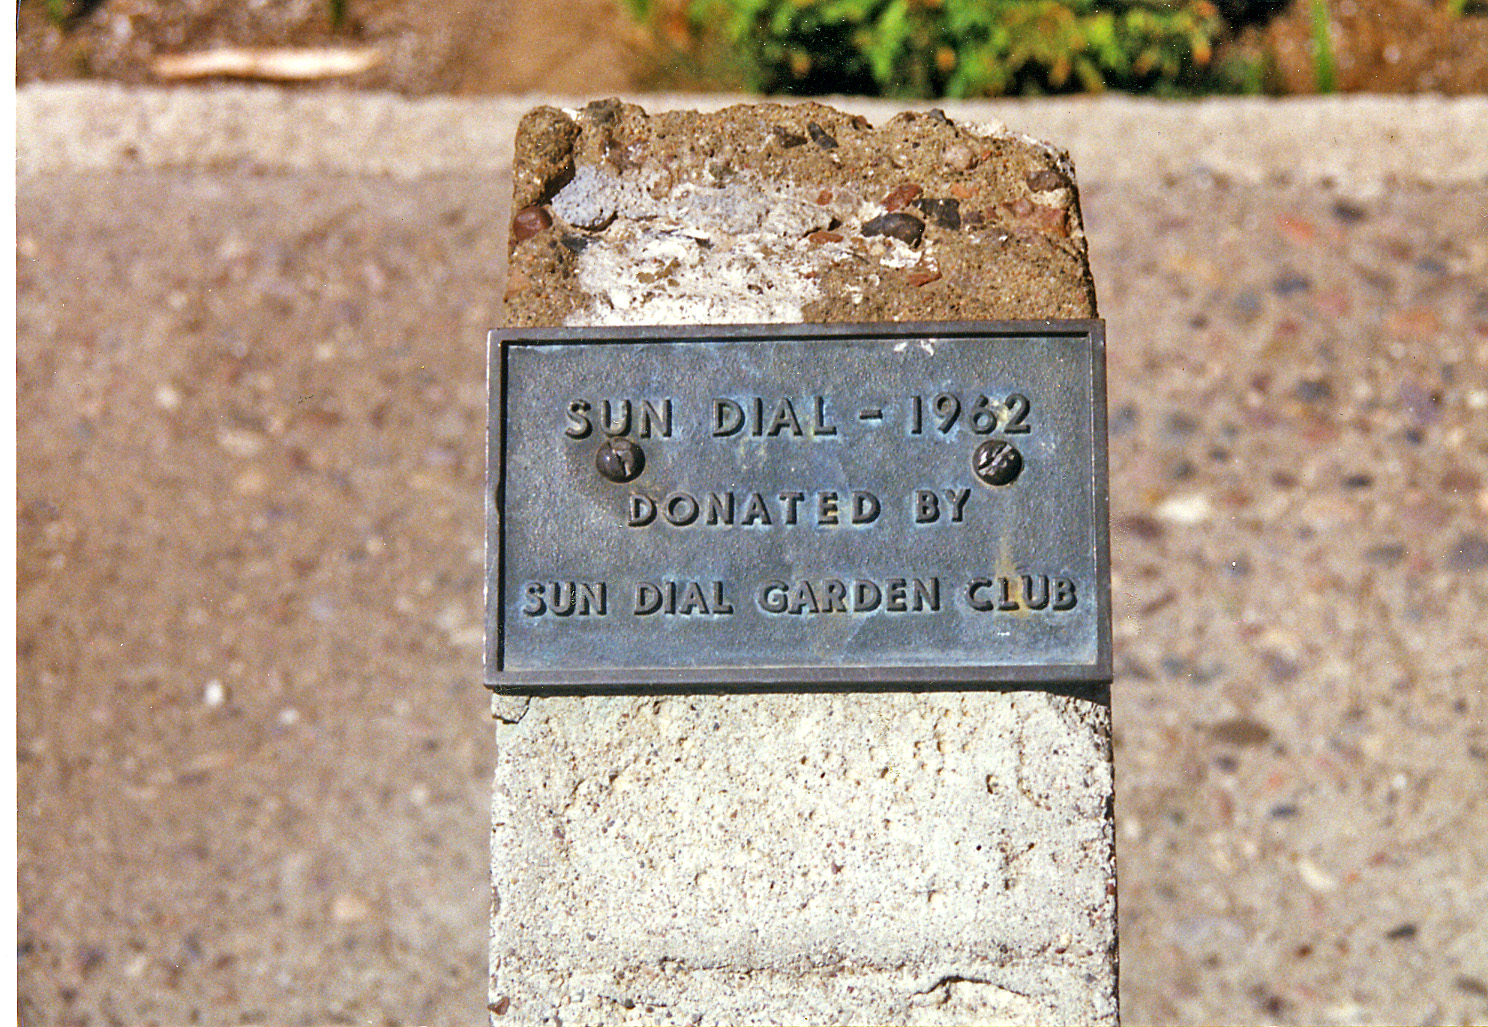 SUN DIAL - 1962
DONATED BY
SUN DIAL GARDEN CLUB